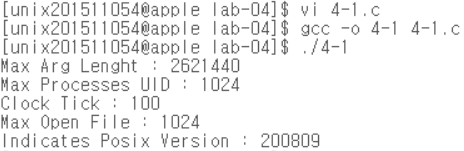 [unix201511054@apple lab-04]$ vi 4-1.c
[unix201511054@apple lab-04]$ gcc -o 4-1 4-1.c
[unix201511054@apple lab-04]$ ./4-1
Max Arg Lenght : 2621440
Max Processes UID : 1024
Clock Tick : 100
Max Open File : 1024
Indicates Posix Version : 200809